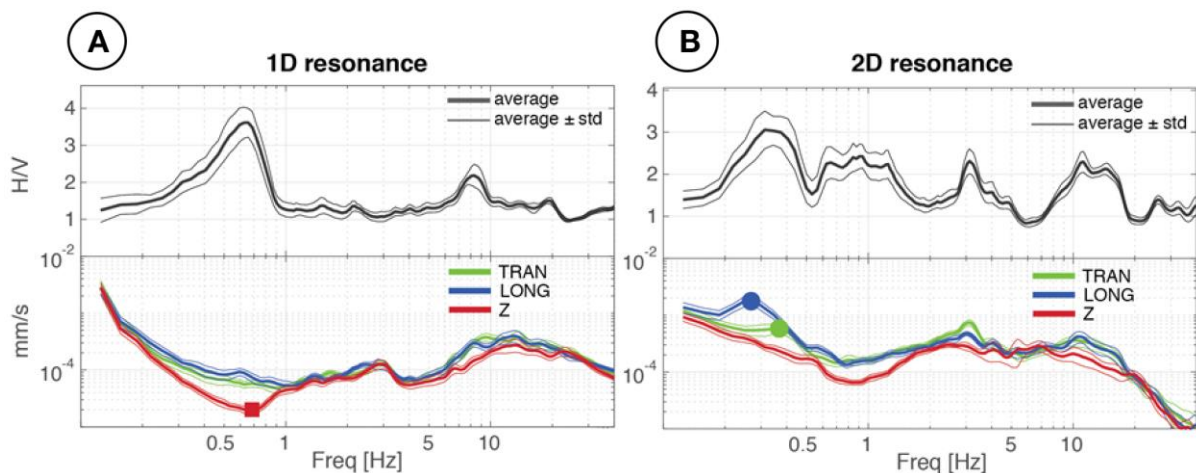 A
1D resonance
H/V
4
3
2
1
average
average ± std
10-2
mm/s
10-4
TRAN
LONG
Z
0.5
1
5
10
Freq [Hz]
B
2D resonance
4
3
2
1
average
average ± std
10-2
10-4
TRAN
LONG
Z
0.5
1
5
10
Freq [Hz]